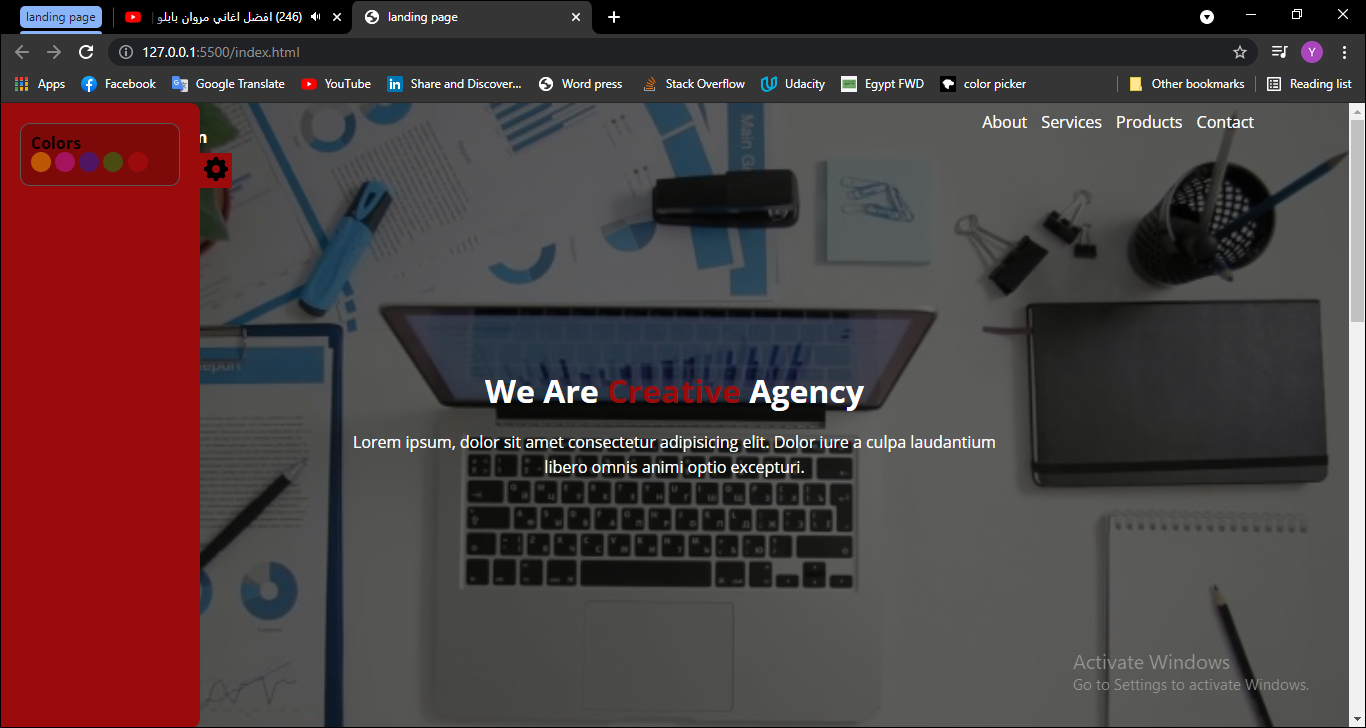 landing page
(246) افضل اغاني مروان بابلو
landing page
127.0.0.1:5500/index.html
Apps
Facebook
Google Translate
YouTube
Share and Discover...
Word press
Stack Overflow
Udacity
Egypt FWD
color picker
Other bookmarks
Reading list
Y
Colors
n
About Services Products Contact
We Are Creative Agency
Lorem ipsum, dolor sit amet consectetur adipisicing elit. Dolor iure a culpa laudantium
libero omnis animi optio excepturi.
Activate Windows
Go to Settings to activate Windows.